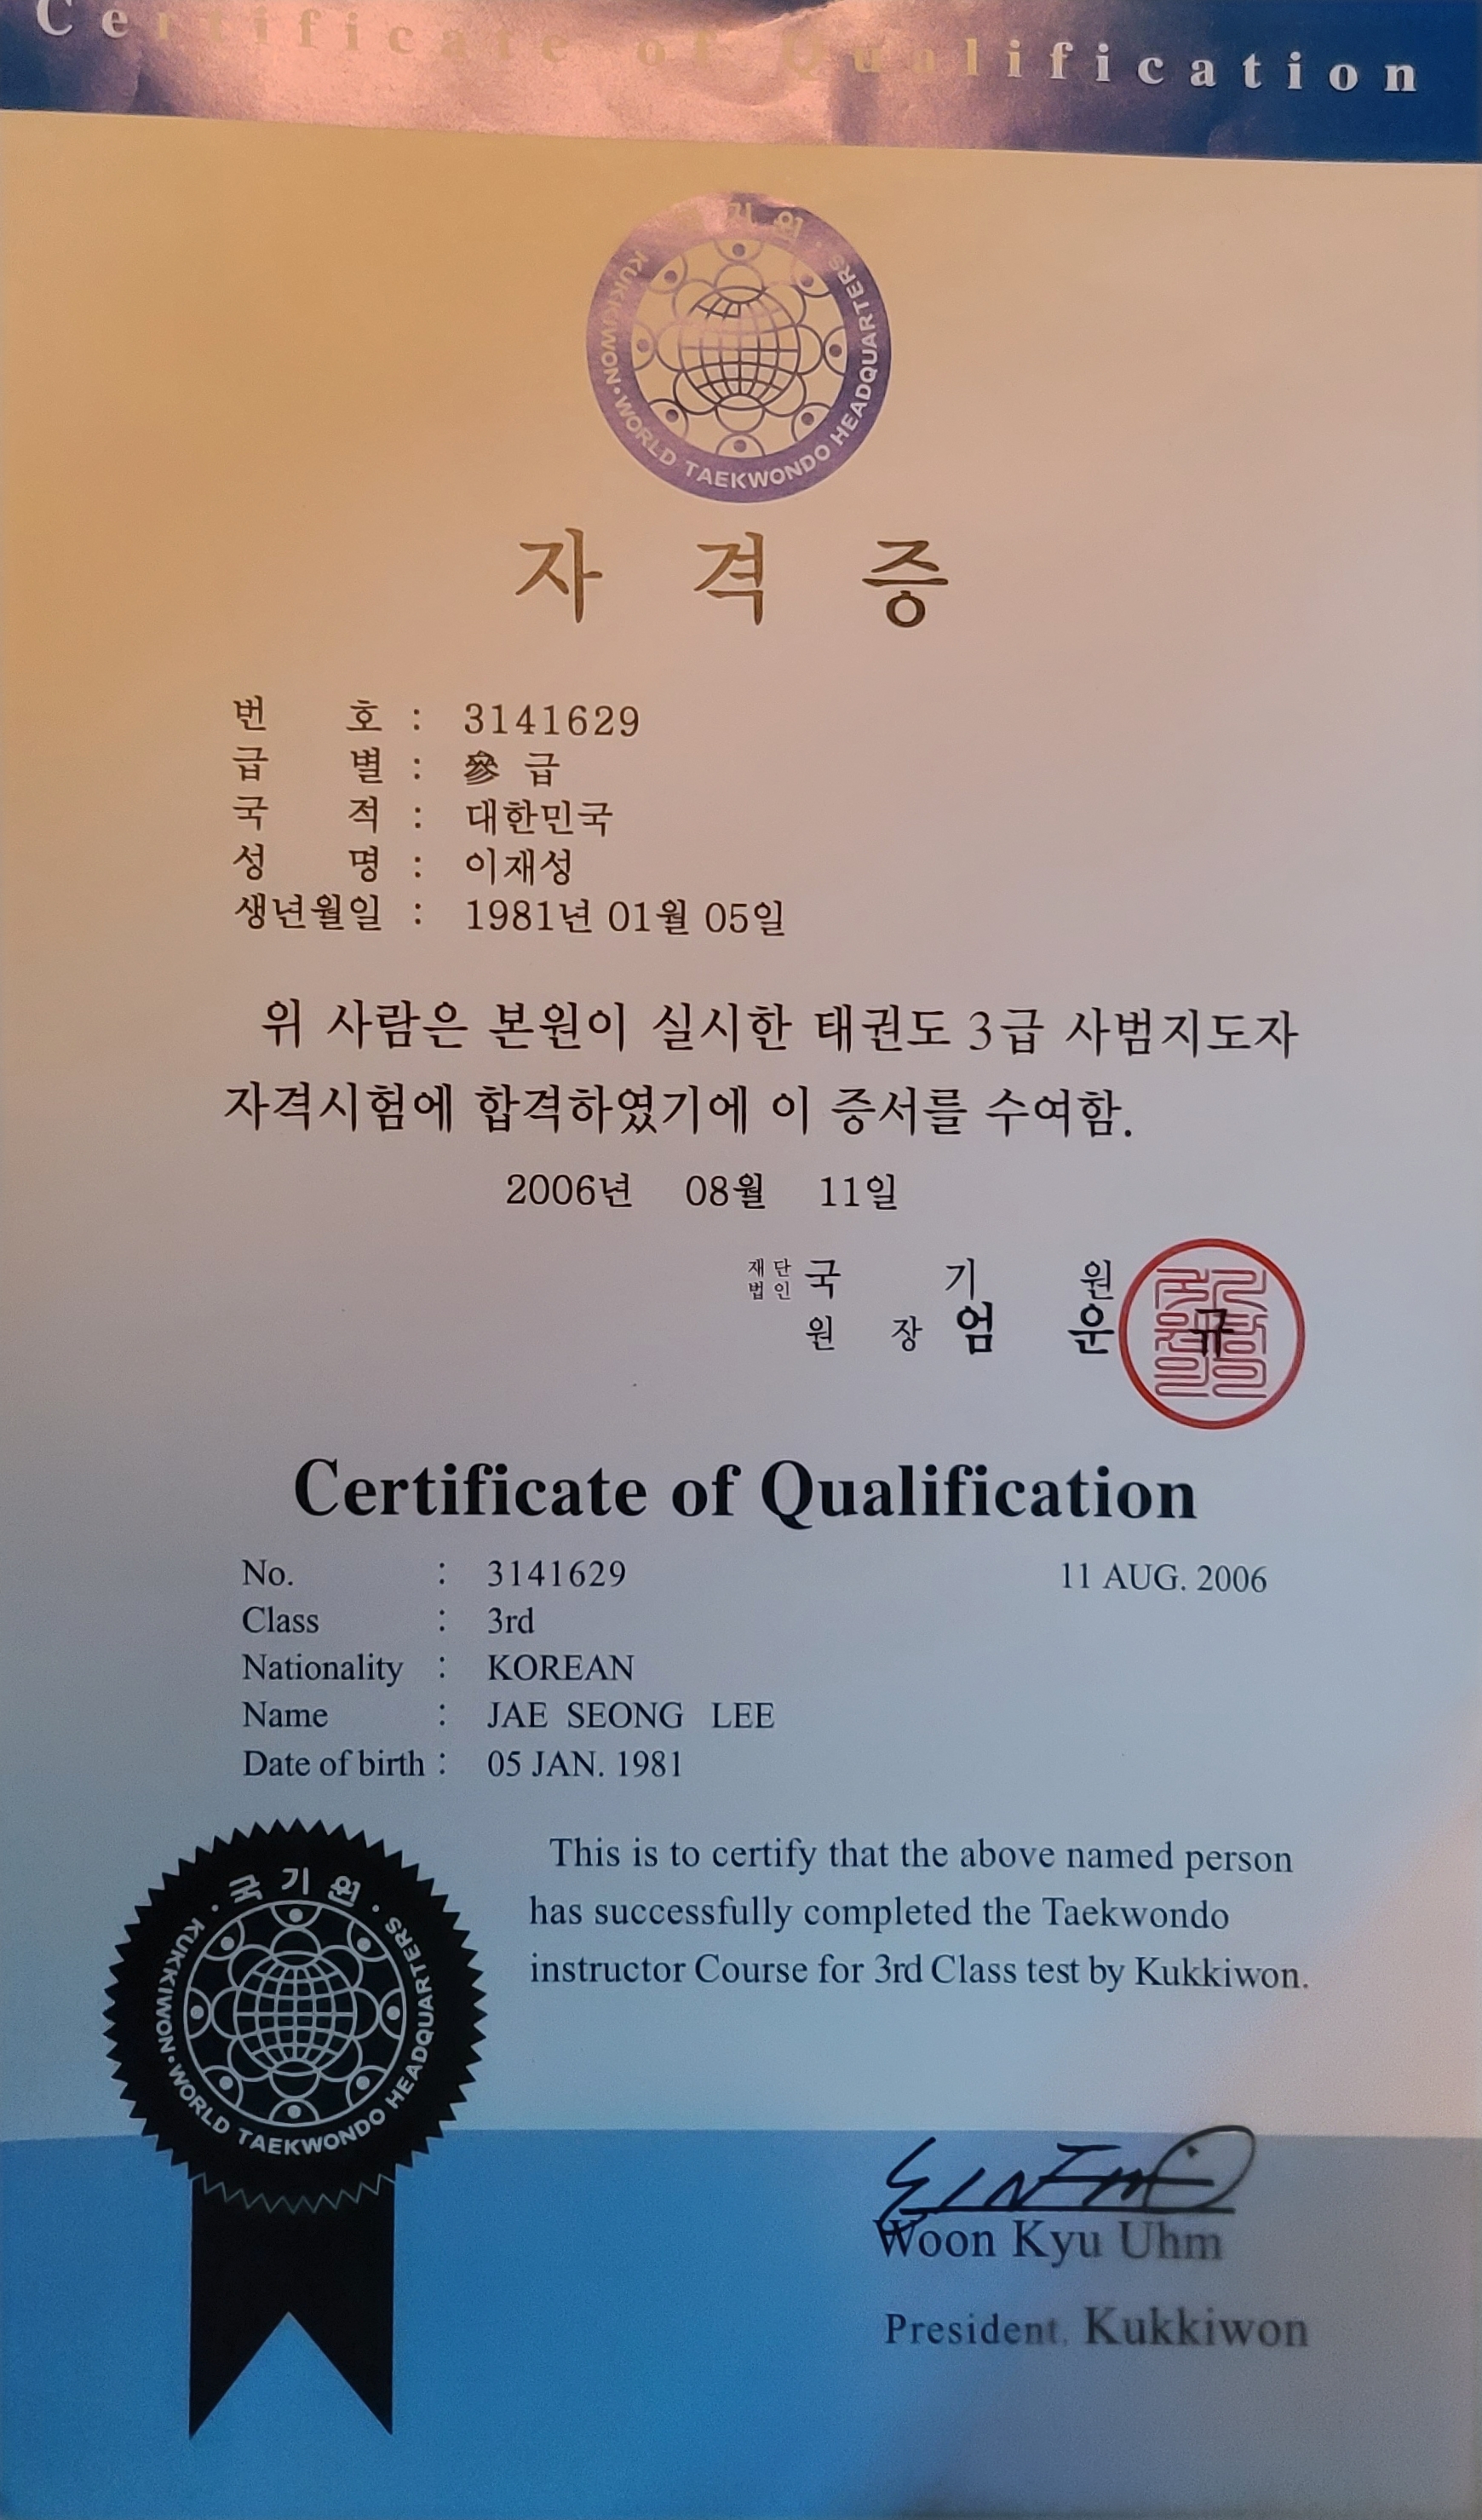 Certificate of Qualification
국기원
KUKKIWON · WORLD TAEKWONDO HEADQUARTERS
자 격 증
번 호 : 3141629
급 별 : 參 급
국 적 : 대한민국
성 명 : 이재성
생년월일 : 1981년 01월 05일
위 사람은 본원이 실시한 태권도 3급 사범지도자
자격시험에 합격하였기에 이 증서를 수여함.
2006년 08월 11일
재단법인 국 기 원
원 장 엄 운 규
Certificate of Qualification
No. : 3141629 11 AUG. 2006
Class : 3rd
Nationality : KOREAN
Name : JAE SEONG LEE
Date of birth : 05 JAN. 1981
This is to certify that the above named person
has successfully completed the Taekwondo
instructor Course for 3rd Class test by Kukkiwon.
· 국 기 원 ·
KUKKIWON · WORLD TAEKWONDO HEADQUARTERS
Woon Kyu Uhm
President, Kukkiwon